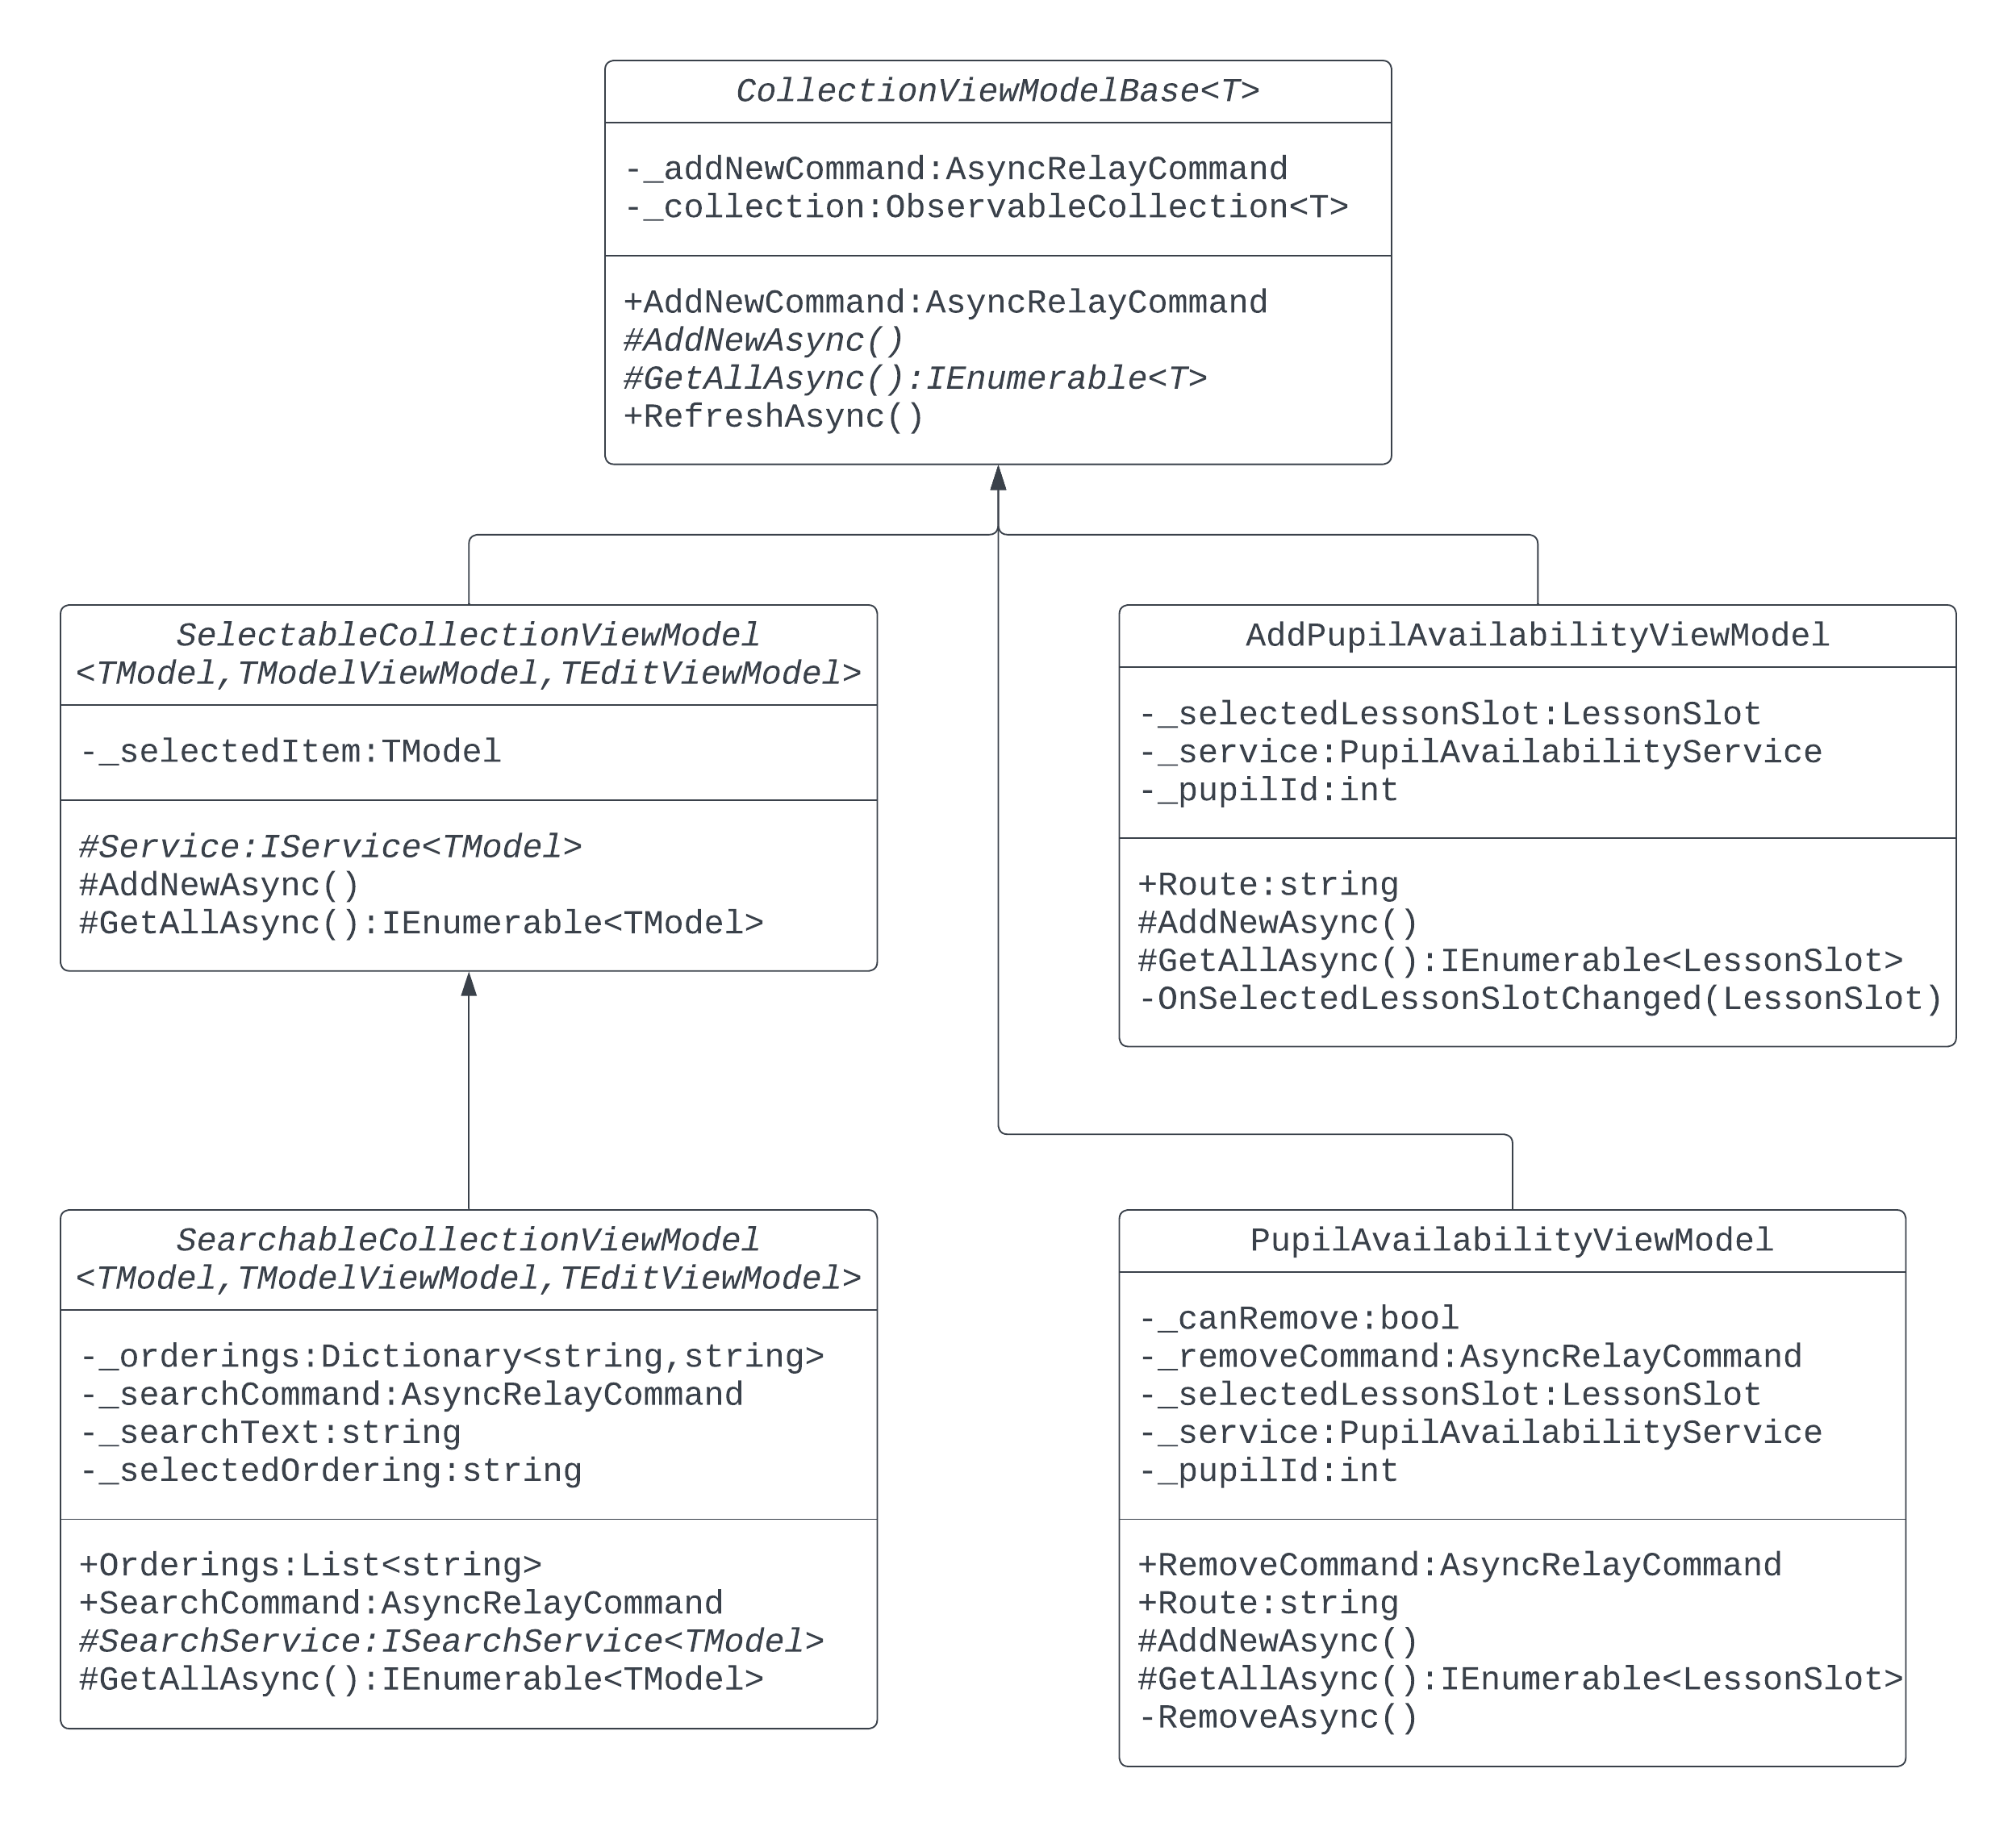 CollectionViewModelBase<T>
-_addNewCommand:AsyncRelayCommand
-_collection:ObservableCollection<T>
+AddNewCommand:AsyncRelayCommand
#AddNewAsync()
#GetAllAsync():IEnumerable<T>
+RefreshAsync()
SelectableCollectionViewModel
<TModel,TModelViewModel,TEditViewModel>
-_selectedItem:TModel
#Service:IService<TModel>
#AddNewAsync()
#GetAllAsync():IEnumerable<TModel>
AddPupilAvailabilityViewModel
-_selectedLessonSlot:LessonSlot
-_service:PupilAvailabilityService
-_pupilId:int
+Route:string
#AddNewAsync()
#GetAllAsync():IEnumerable<LessonSlot>
-OnSelectedLessonSlotChanged(LessonSlot)
SearchableCollectionViewModel
<TModel,TModelViewModel,TEditViewModel>
-_orderings:Dictionary<string,string>
-_searchCommand:AsyncRelayCommand
-_searchText:string
-_selectedOrdering:string
+Orderings:List<string>
+SearchCommand:AsyncRelayCommand
#SearchService:ISearchService<TModel>
#GetAllAsync():IEnumerable<TModel>
PupilAvailabilityViewModel
-_canRemove:bool
-_removeCommand:AsyncRelayCommand
-_selectedLessonSlot:LessonSlot
-_service:PupilAvailabilityService
-_pupilId:int
+RemoveCommand:AsyncRelayCommand
+Route:string
#AddNewAsync()
#GetAllAsync():IEnumerable<LessonSlot>
-RemoveAsync()